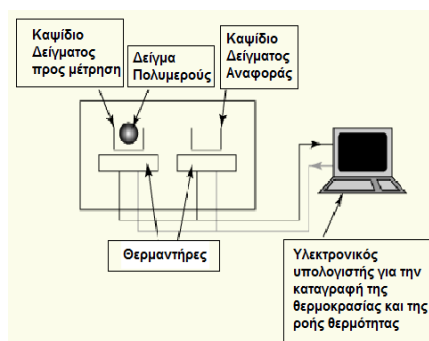 Καψίδιο
Δείγματος
προς μέτρηση
Δείγμα
Πολυμερούς
Καψίδιο
Δείγματος
Αναφοράς
Θερμαντήρες
Υλεκτρονικός
υπολογιστής για την
καταγραφή της
θερμοκρασίας και της
ροής θερμότητας